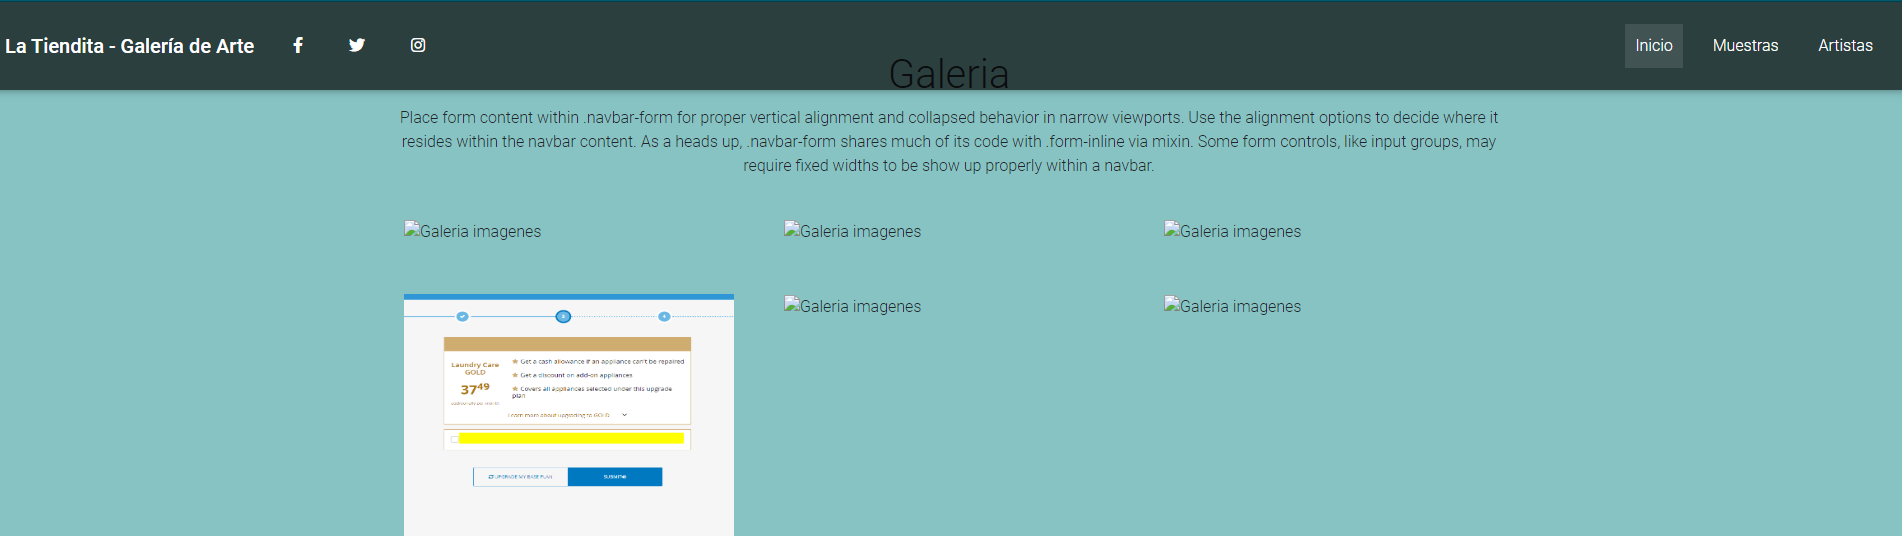 La Tiendita - Galería de Arte
Inicio Muestras Artistas
Galeria
Place form content within .navbar-form for proper vertical alignment and collapsed behavior in narrow viewports. Use the alignment options to decide where it
resides within the navbar content. As a heads up, .navbar-form shares much of its code with .form-inline via mixin. Some form controls, like input groups, may
require fixed widths to be show up properly within a navbar.
Galeria imagenes Galeria imagenes Galeria imagenes
Galeria imagenes Galeria imagenes
Laundry Care
GOLD
37⁴⁹
Get a cash allowance if an appliance can't be repaired
Get a discount on add-on appliances
Covers all appliances selected under this upgrade
plan
Learn more about upgrading to GOLD
UPGRADE MY BASE PLAN